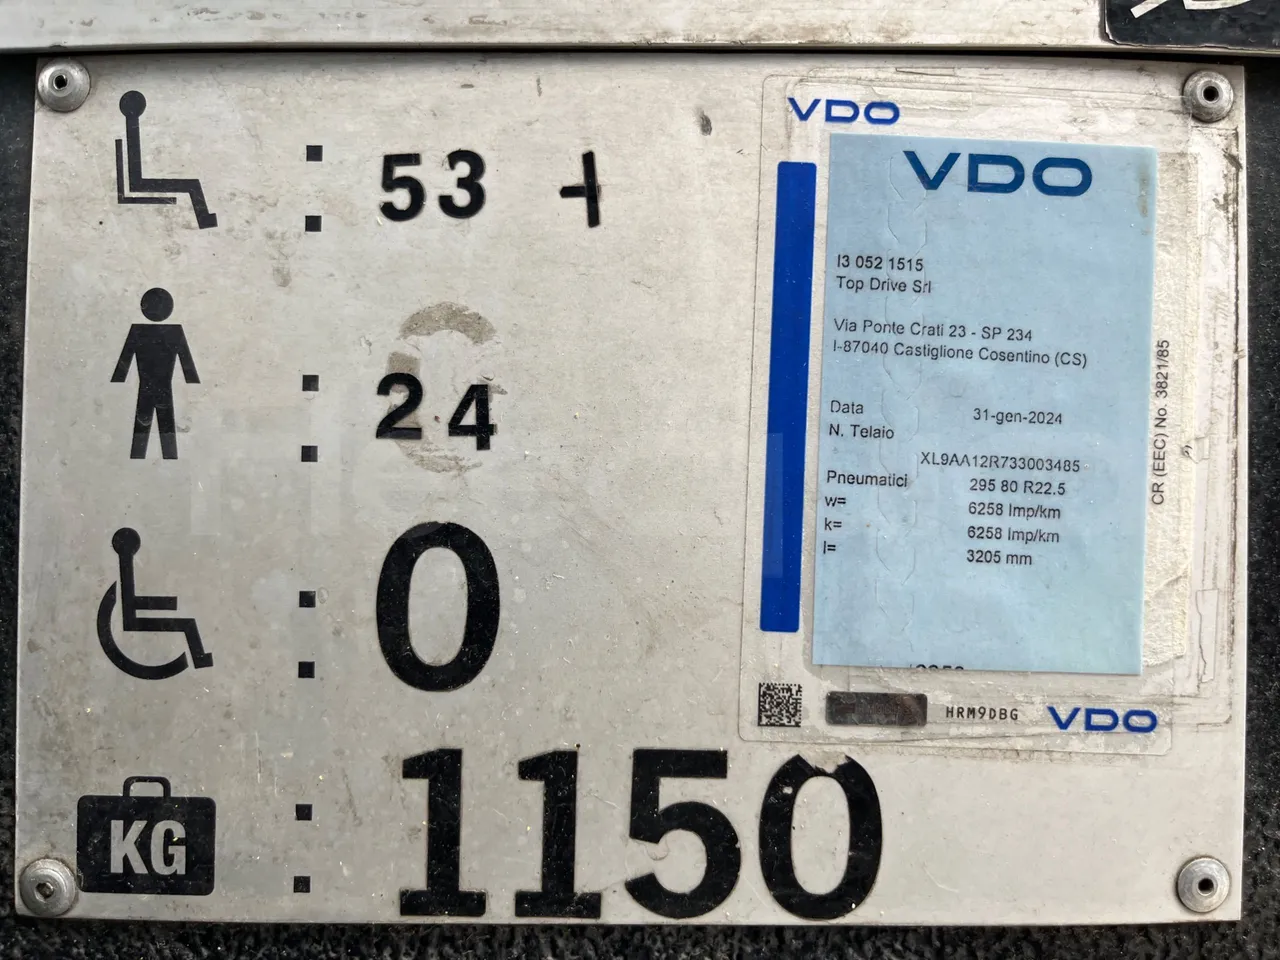 : 53 +
: 24
: 0
KG : 1150
VDO
VDO
I3 052 1515
Top Drive Srl
Via Ponte Crati 23 - SP 234
I-87040 Castiglione Cosentino (CS)
Data 31-gen-2024
N. Telaio
XL9AA12R733003485
Pneumatici 295 80 R22.5
w= 6258 Imp/km
k= 6258 Imp/km
l= 3205 mm
CR (EEC) No. 3821/85
HRM9DBG
VDO